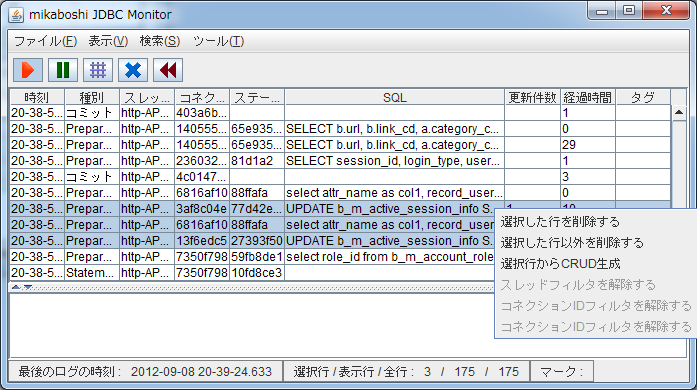 mikaboshi JDBC Monitor
ファイル(F) 表示(V) 検索(S) ツール(T)
時刻 種別 スレッ... コネク... ステー... SQL 更新件数 経過時間 タグ
20-38-5... コミット http-AP... 403a6b... 1
20-38-5... Prepar... http-AP... 140555... 65e935... SELECT b.url, b.link_cd, a.category_c... 0
20-38-5... Prepar... http-AP... 140555... 65e935... SELECT b.url, b.link_cd, a.category_c... 29
20-38-5... Prepar... http-AP... 236032... 81d1a2 SELECT session_id, login_type, user... 1
20-38-5... コミット http-AP... 4c0147... 3
20-38-5... Prepar... http-AP... 6816af10 88ffafa select attr_name as col1, record_user... 0
20-38-5... Prepar... http-AP... 3af8c04e 77d42e... UPDATE b_m_active_session_info S... 1 10
20-38-5... Prepar... http-AP... 6816af10 88ffafa select attr_name as col1, record_user...
20-38-5... Prepar... http-AP... 13f6edc5 27393f50 UPDATE b_m_active_session_info S...
20-38-5... Prepar... http-AP... 7350f798 59fb8de1 select role_id from b_m_account_role...
20-38-5... Statem... http-AP... 7350f798 10fd8ce3
選択した行を削除する
選択した行以外を削除する
選択行からCRUD生成
スレッドフィルタを解除する
コネクションIDフィルタを解除する
コネクションIDフィルタを解除する
最後のログの時刻 : 2012-09-08 20-39-24.633 選択行 / 表示行 / 全行 : 3 / 175 / 175 マーク :